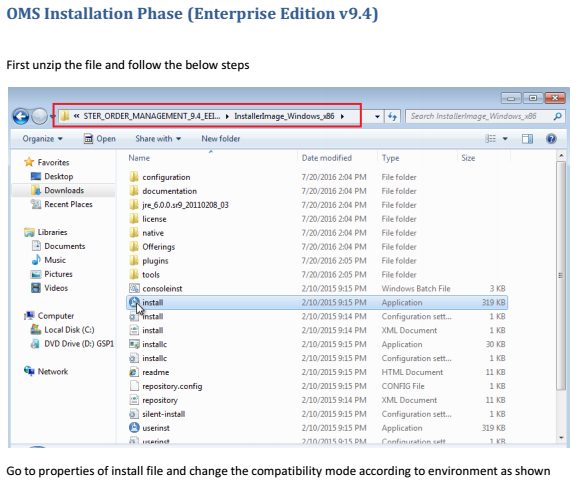 OMS Installation Phase (Enterprise Edition v9.4)
First unzip the file and follow the below steps
« STER_ORDER_MANAGEMENT_9.4_EEI... ▸ InstallerImage_Windows_x86 ▸
Search InstallerImage_Windows_x86
Organize Open Share with New folder
Name Date modified Type Size
Favorites
Desktop
Downloads
Recent Places
Libraries
Documents
Music
Pictures
Videos
Computer
Local Disk (C:)
DVD Drive (D:) GSP1
Network
configuration 7/20/2016 2:04 PM File folder
documentation 7/20/2016 2:04 PM File folder
jre_6.0.0.sr9_20110208_03 7/20/2016 2:04 PM File folder
license 7/20/2016 2:04 PM File folder
native 7/20/2016 2:04 PM File folder
Offerings 7/20/2016 2:04 PM File folder
plugins 7/20/2016 2:05 PM File folder
tools 7/20/2016 2:05 PM File folder
consoleinst 2/10/2015 9:15 PM Windows Batch File 3 KB
install 2/10/2015 9:15 PM Application 319 KB
install 2/10/2015 9:14 PM Configuration sett... 1 KB
install 2/10/2015 9:15 PM XML Document 1 KB
installc 2/10/2015 9:15 PM Application 30 KB
installc 2/10/2015 9:15 PM Configuration sett... 1 KB
readme 2/10/2015 9:15 PM HTML Document 11 KB
repository.config 2/10/2015 9:15 PM CONFIG File 1 KB
repository 2/10/2015 9:14 PM XML Document 11 KB
silent-install 2/10/2015 9:15 PM Configuration sett... 1 KB
userinst 2/10/2015 9:15 PM Application 319 KB
userinst 2/10/2015 9:15 PM Configuration sett... 1 KB
Go to properties of install file and change the compatibility mode according to environment as shown